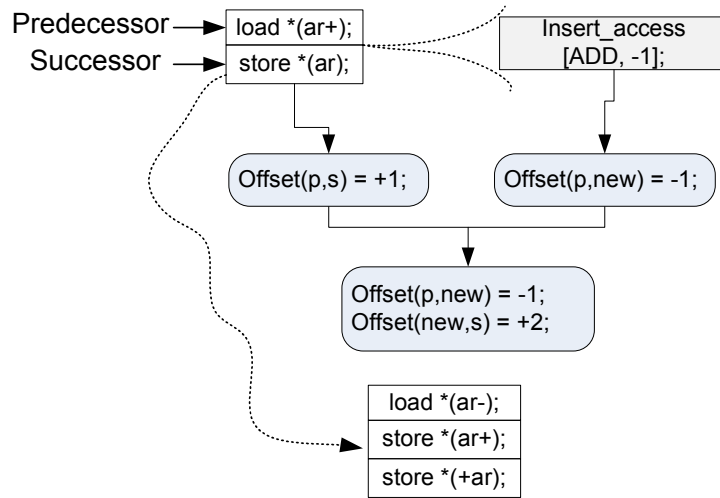 Predecessor
load *(ar+);
Successor
store *(ar);
Insert_access
[ADD, -1];
Offset(p,s) = +1;
Offset(p,new) = -1;
Offset(p,new) = -1;
Offset(new,s) = +2;
load *(ar-);
store *(ar+);
store *(+ar);